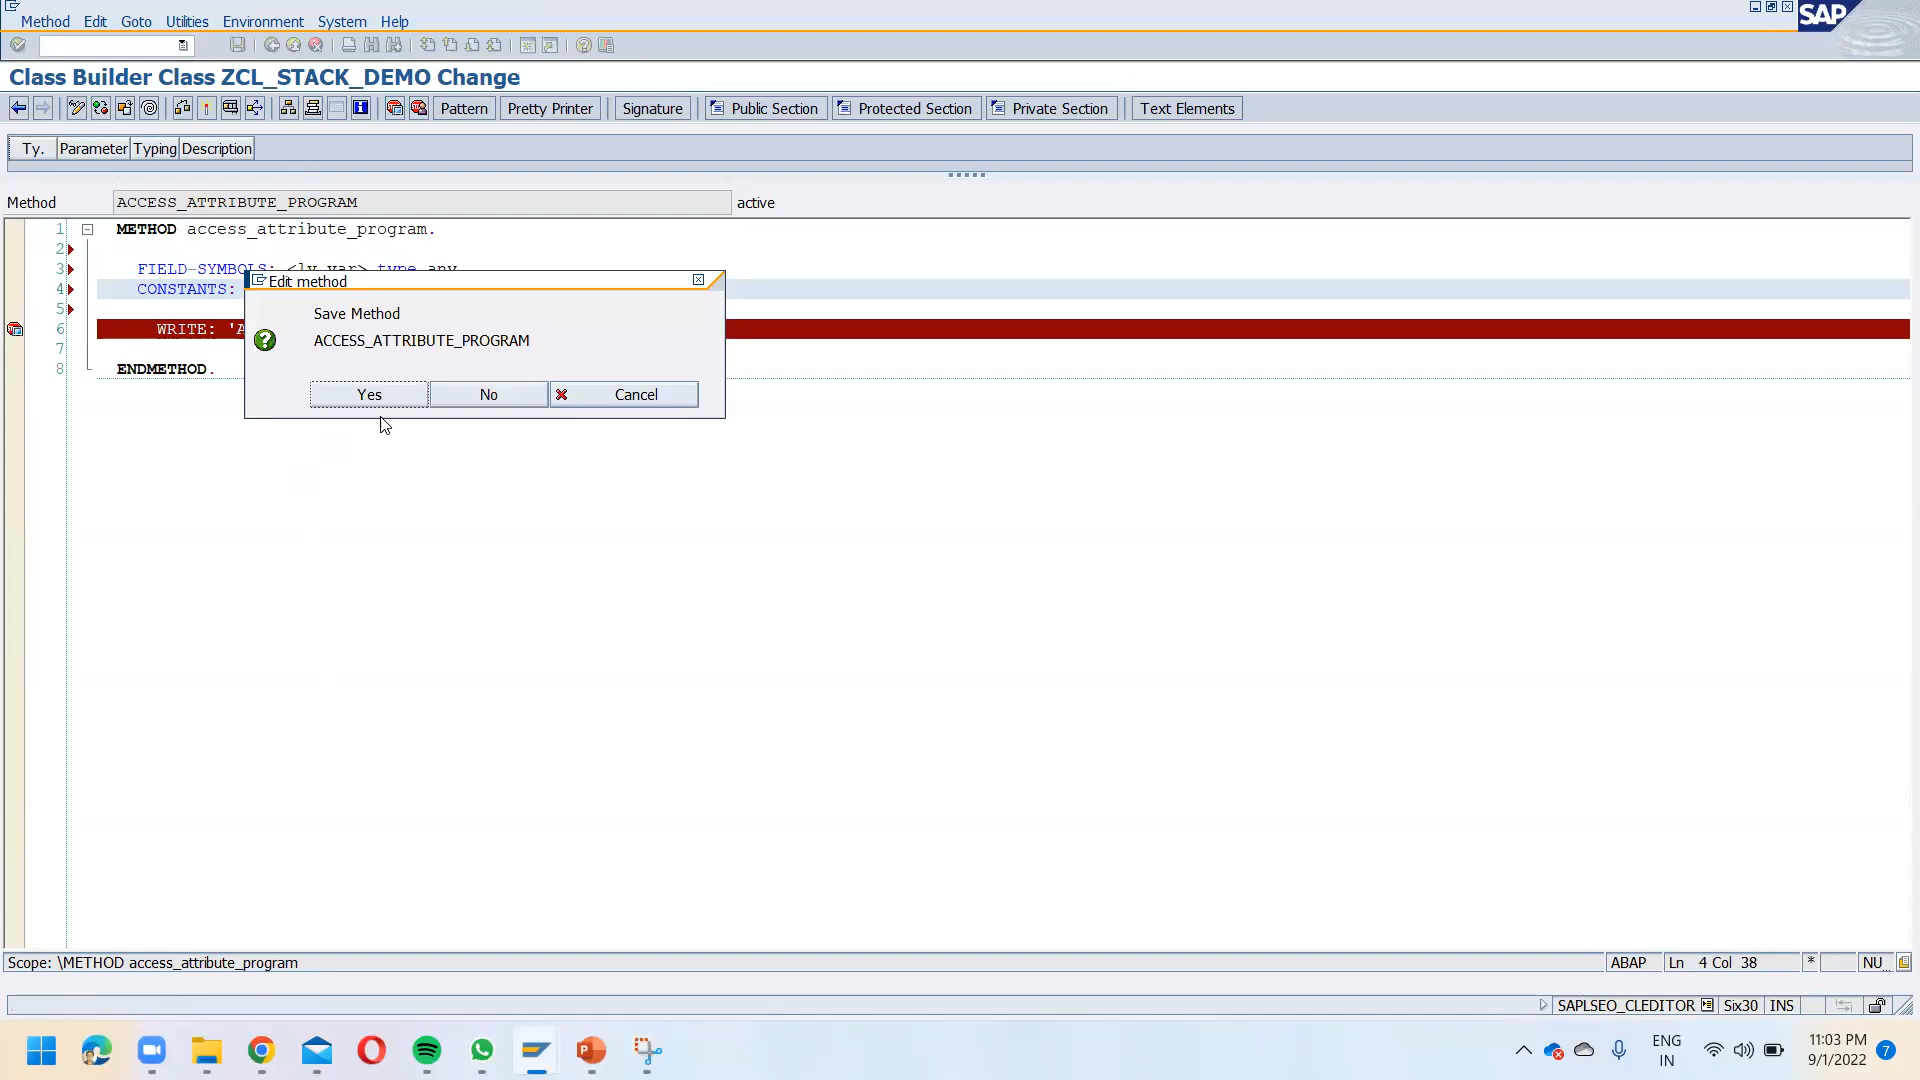 Method Edit Goto Utilities Environment System Help
SAP
Class Builder Class ZCL_STACK_DEMO Change
Pattern Pretty Printer Signature Public Section Protected Section Private Section Text Elements
Ty. Parameter Typing Description
Method ACCESS_ATTRIBUTE_PROGRAM active
1 METHOD access_attribute_program.
2
3 FIELD-SYMBOLS: <lv_var> type any
Edit method
4 CONSTANTS:
5 Save Method
6 WRITE: 'A
ACCESS_ATTRIBUTE_PROGRAM
7
8 ENDMETHOD.
Yes No Cancel
Scope: \METHOD access_attribute_program ABAP Ln 4 Col 38 * NU
SAPLSEO_CLEDITOR Six30 INS
ENG
IN
11:03 PM
9/1/2022
7